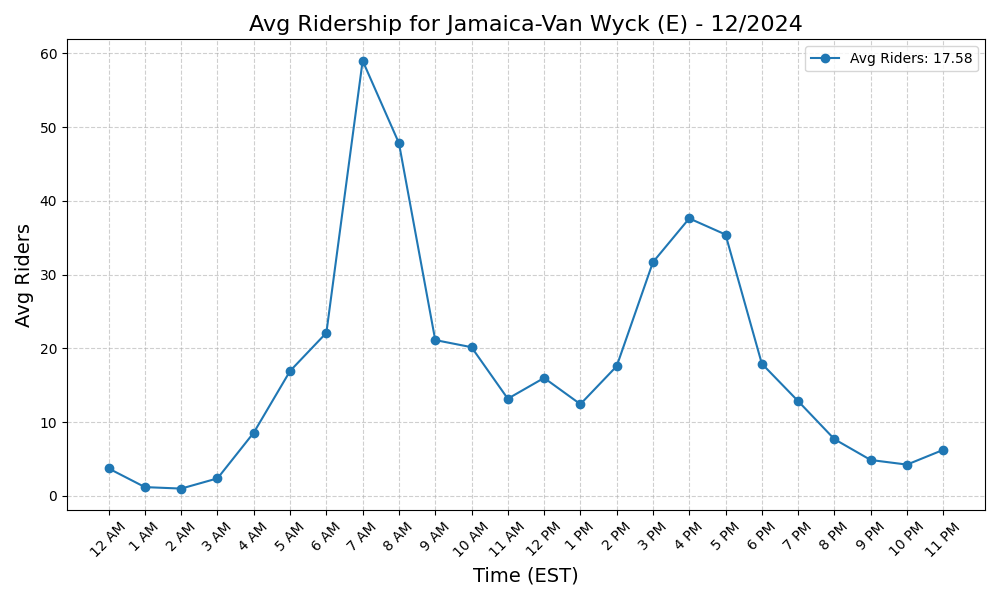 Avg Ridership for Jamaica-Van Wyck (E) - 12/2024
Avg Riders: 17.58
60
50
40
30
20
10
0
Avg Riders
12 AM
1 AM
2 AM
3 AM
4 AM
5 AM
6 AM
7 AM
8 AM
9 AM
10 AM
11 AM
12 PM
1 PM
2 PM
3 PM
4 PM
5 PM
6 PM
7 PM
8 PM
9 PM
10 PM
11 PM
Time (EST)